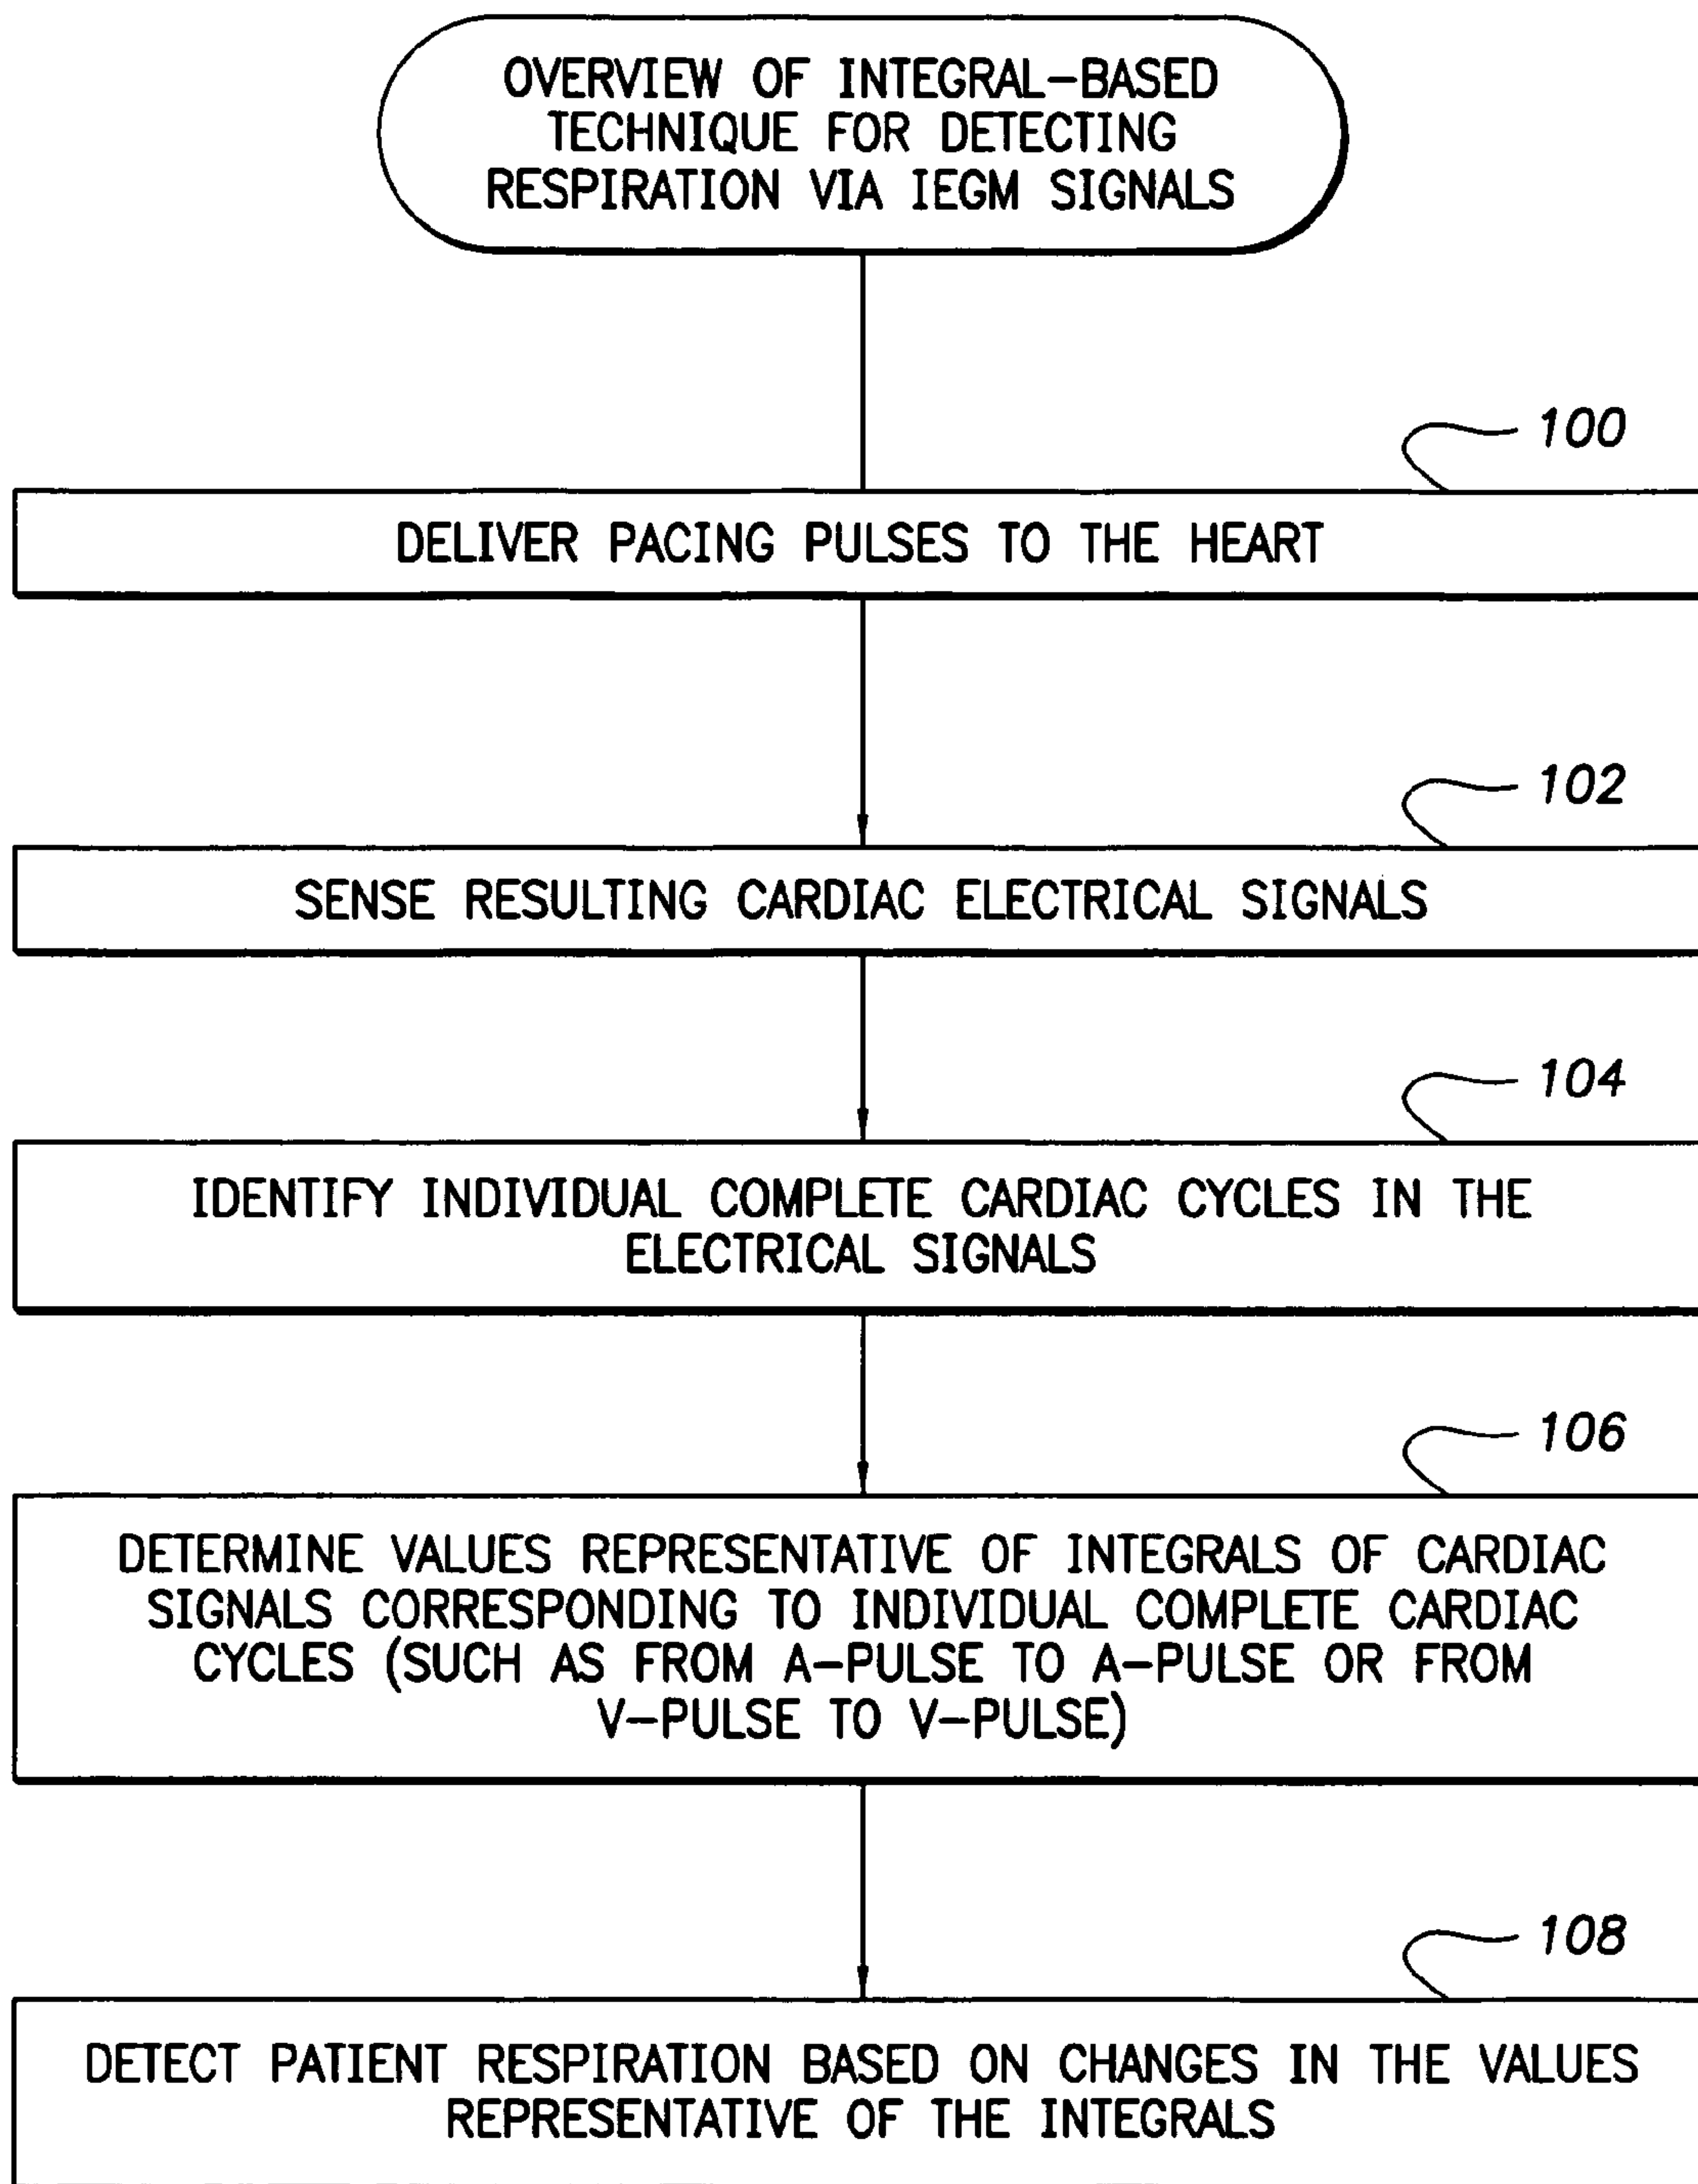 OVERVIEW OF INTEGRAL-BASED
TECHNIQUE FOR DETECTING
RESPIRATION VIA IEGM SIGNALS
100
DELIVER PACING PULSES TO THE HEART
102
SENSE RESULTING CARDIAC ELECTRICAL SIGNALS
104
IDENTIFY INDIVIDUAL COMPLETE CARDIAC CYCLES IN THE
ELECTRICAL SIGNALS
106
DETERMINE VALUES REPRESENTATIVE OF INTEGRALS OF CARDIAC
SIGNALS CORRESPONDING TO INDIVIDUAL COMPLETE CARDIAC
CYCLES (SUCH AS FROM A-PULSE TO A-PULSE OR FROM
V-PULSE TO V-PULSE)
108
DETECT PATIENT RESPIRATION BASED ON CHANGES IN THE VALUES
REPRESENTATIVE OF THE INTEGRALS